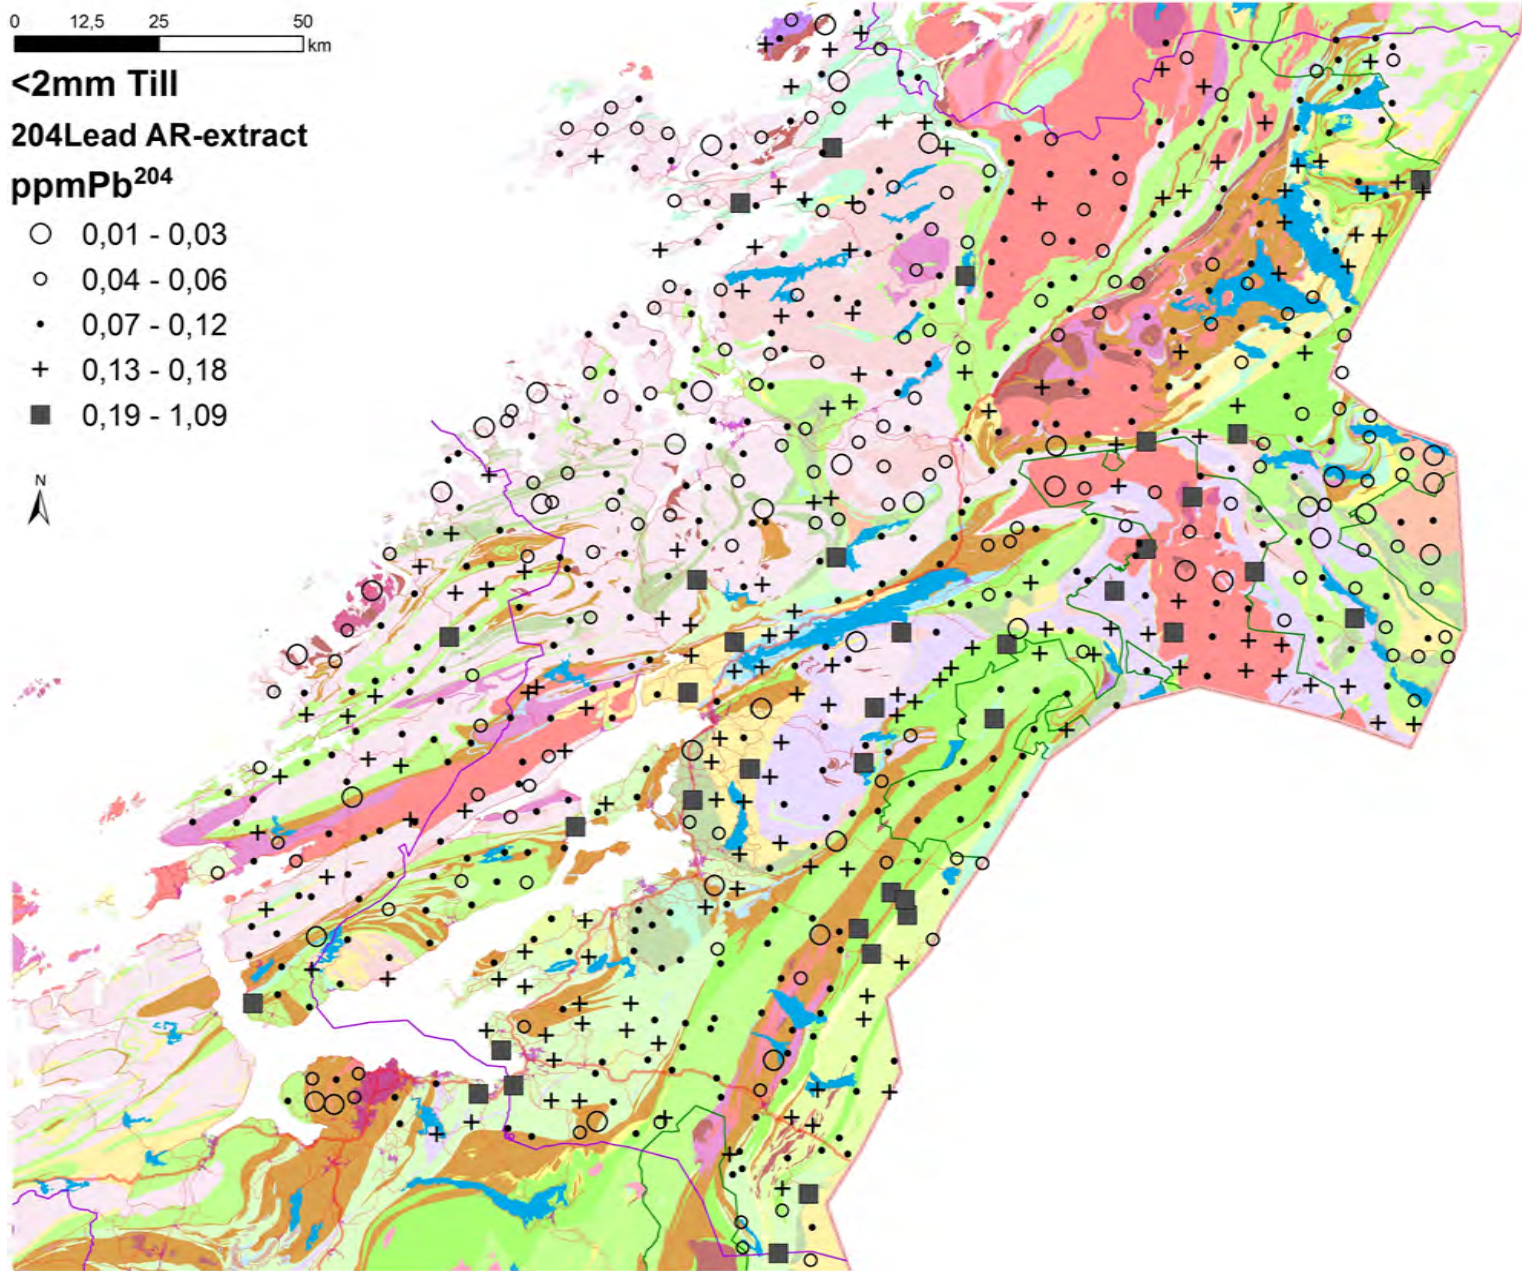 0 12,5 25 50
km
<2mm Till
204Lead AR-extract
ppmPb²⁰⁴
0,01 - 0,03
0,04 - 0,06
0,07 - 0,12
0,13 - 0,18
0,19 - 1,09
N